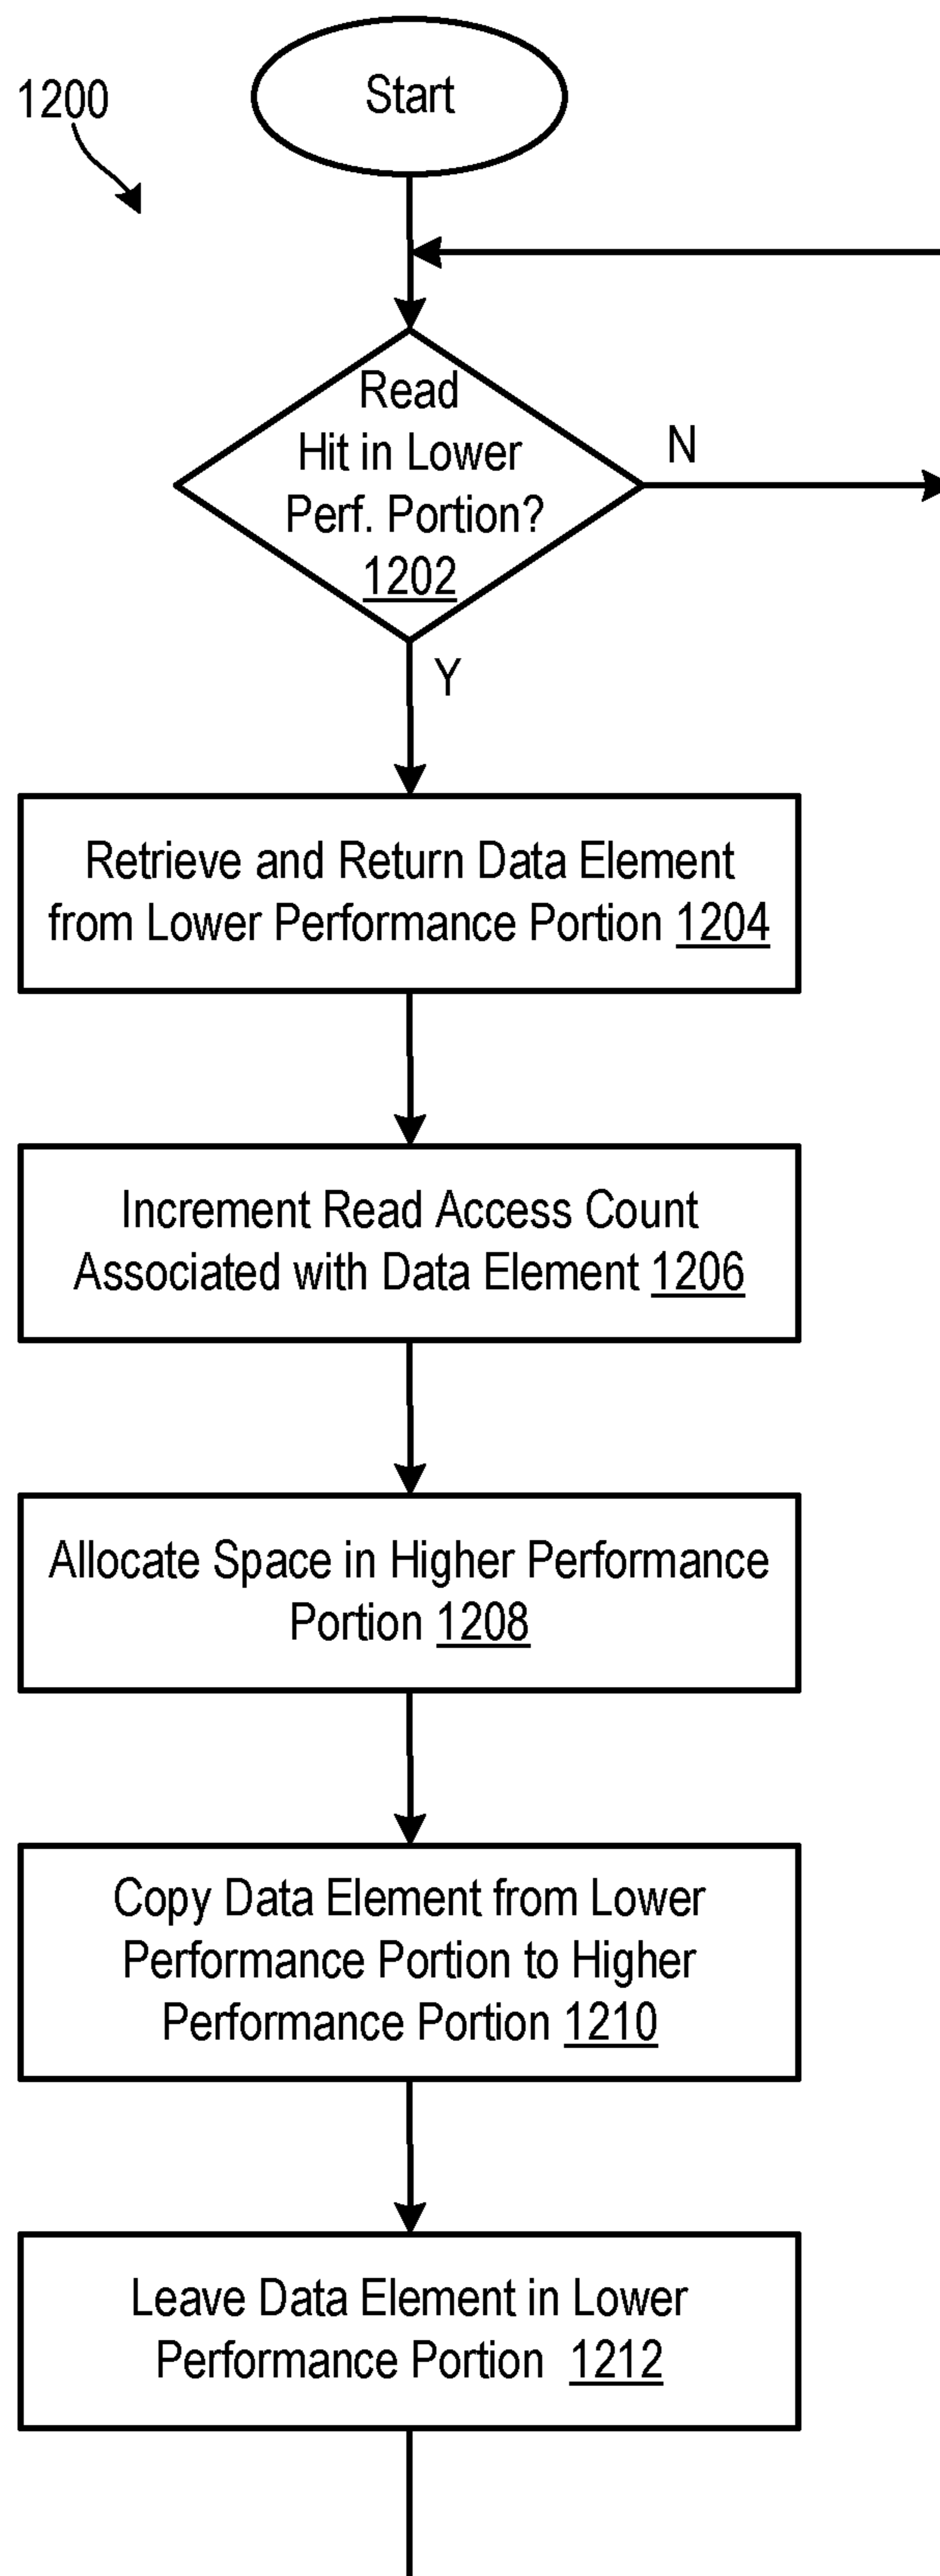 1200
Start
Read
Hit in Lower
Perf. Portion?
1202
N
Y
Retrieve and Return Data Element
from Lower Performance Portion 1204
Increment Read Access Count
Associated with Data Element 1206
Allocate Space in Higher Performance
Portion 1208
Copy Data Element from Lower
Performance Portion to Higher
Performance Portion 1210
Leave Data Element in Lower
Performance Portion 1212